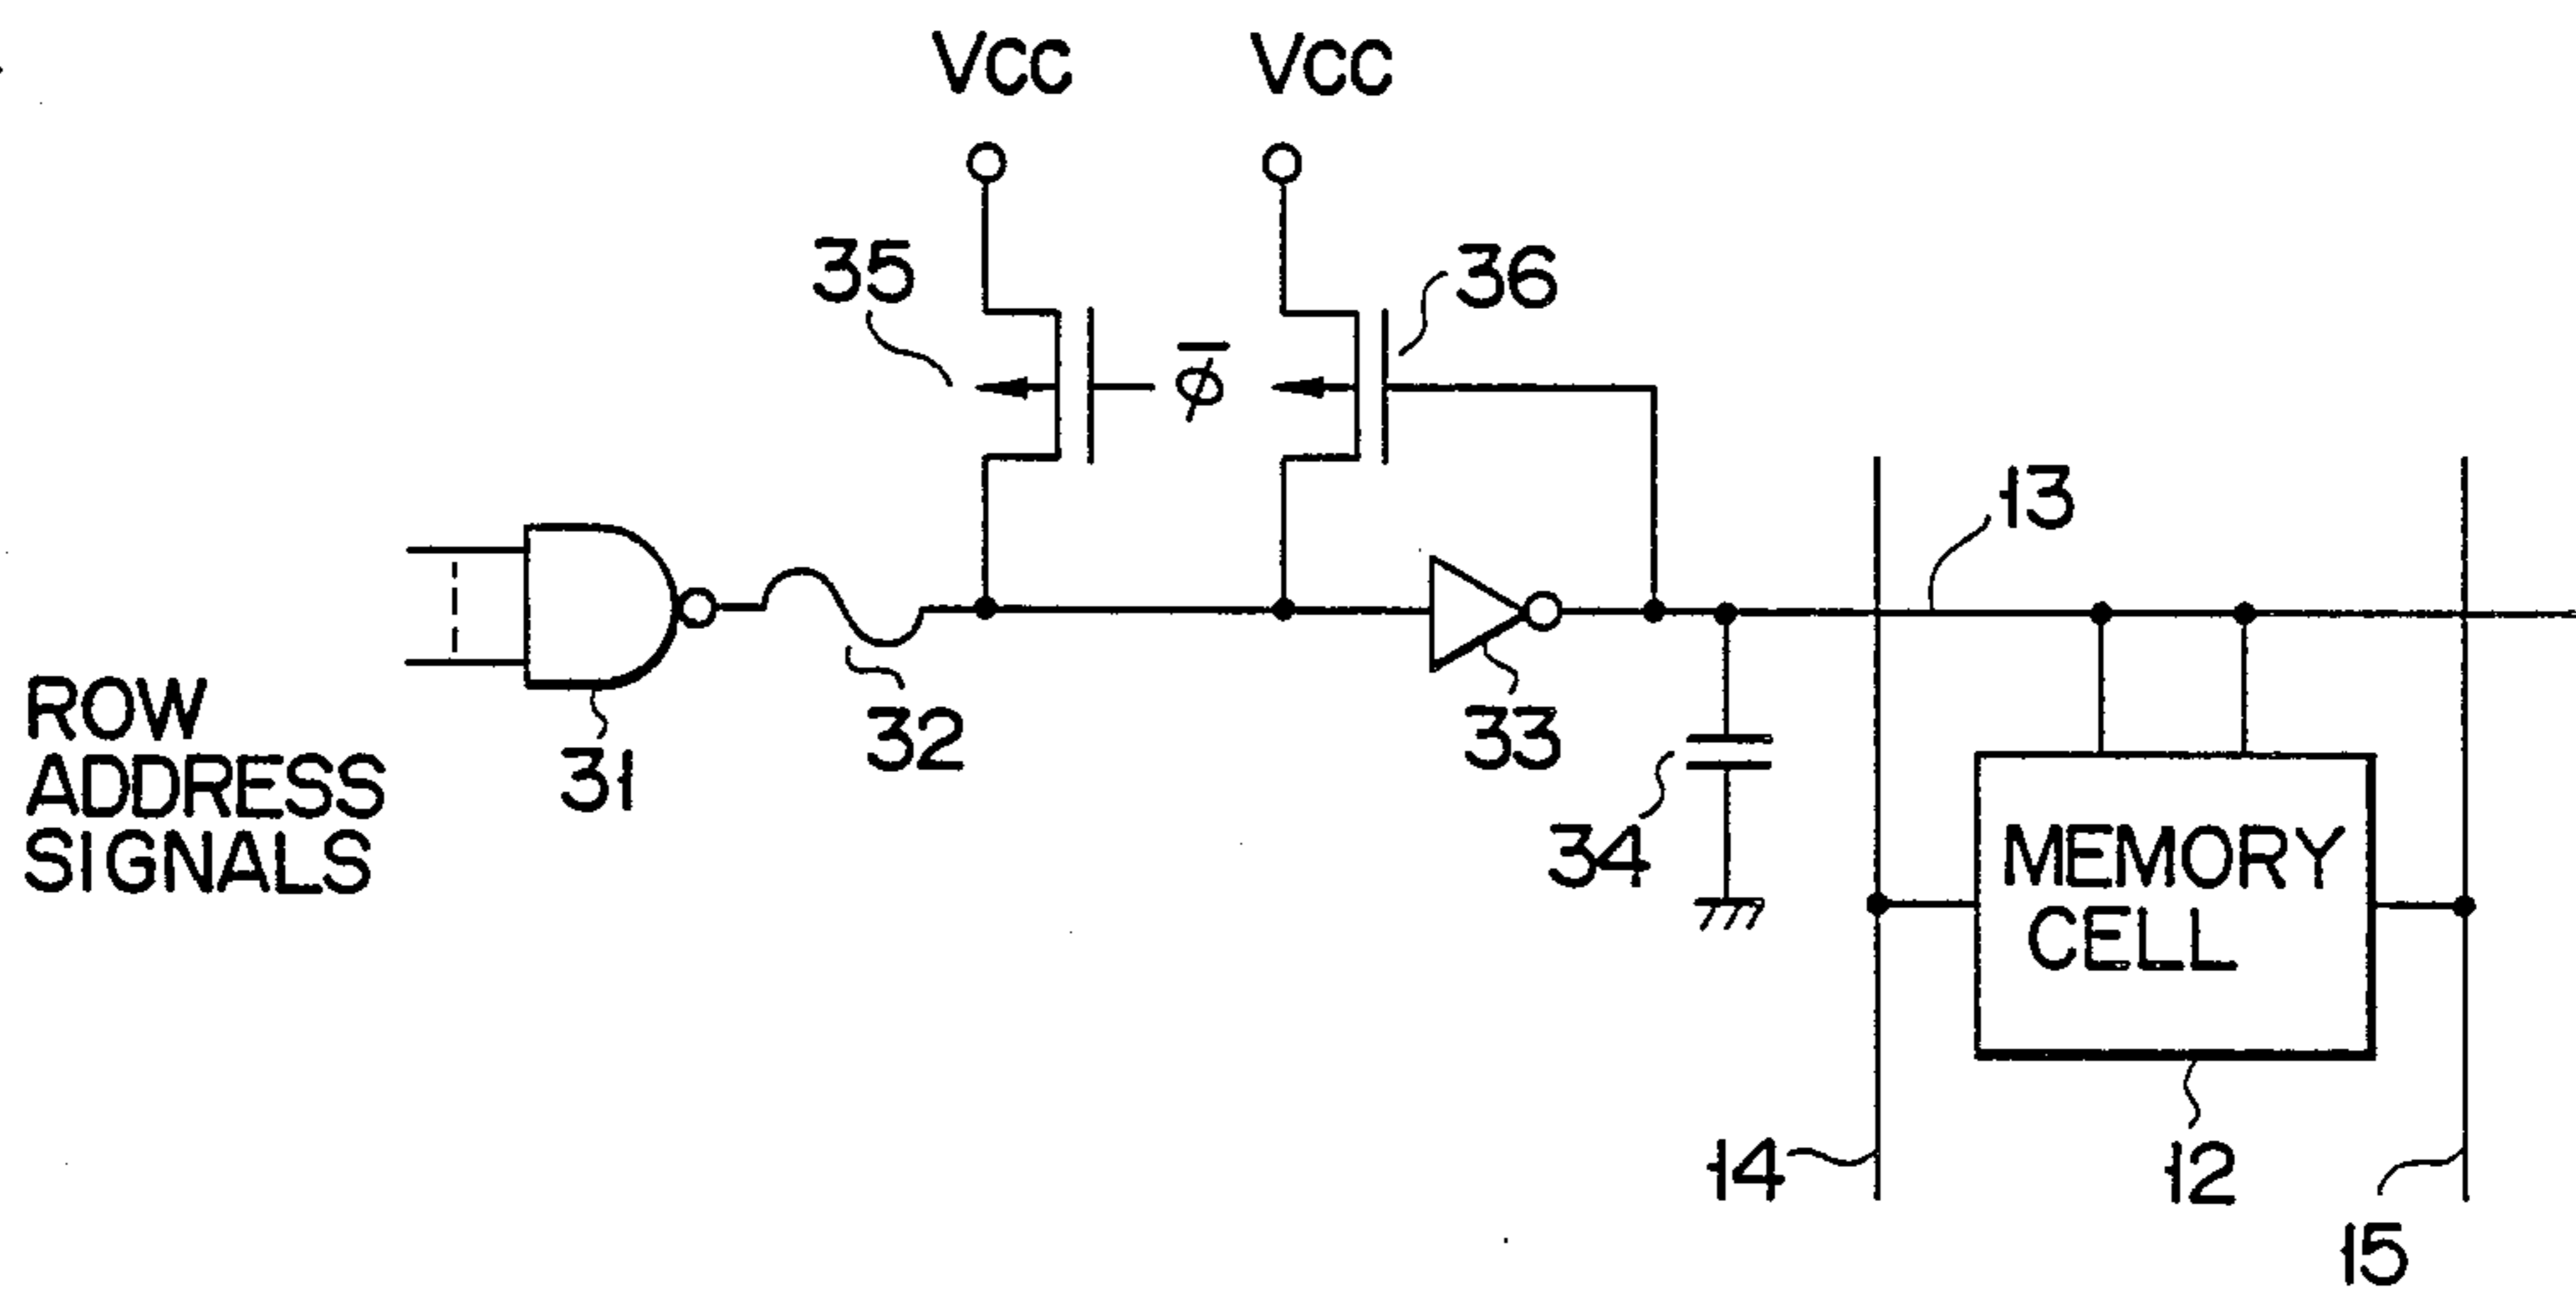 VCC VCC
35
36
φ̅
13
ROW
ADDRESS
SIGNALS
31
32
33
34
MEMORY
CELL
14
12
15